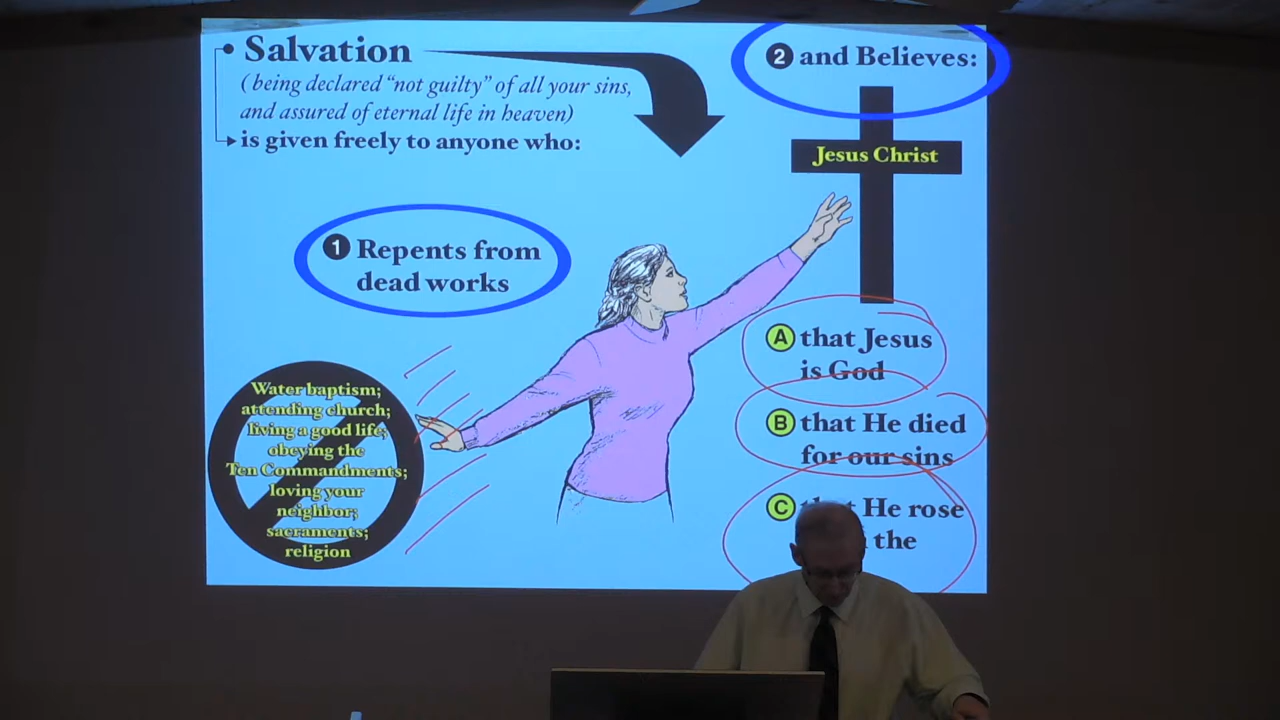 Salvation
(being declared "not guilty" of all your sins,
and assured of eternal life in heaven)
is given freely to anyone who:
1 Repents from
dead works
Water baptism;
attending church;
living a good life;
obeying the
Ten Commandments;
loving your
neighbor;
sacraments;
religion
2 and Believes:
Jesus Christ
A that Jesus
is God
B that He died
for our sins
C He rose
the